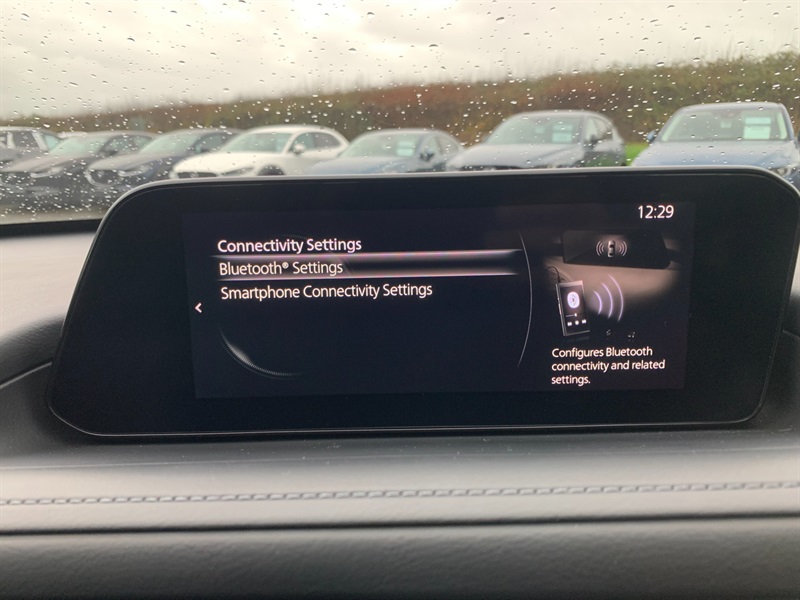 12:29
Connectivity Settings
Bluetooth® Settings
Smartphone Connectivity Settings
Configures Bluetooth
connectivity and related
settings.